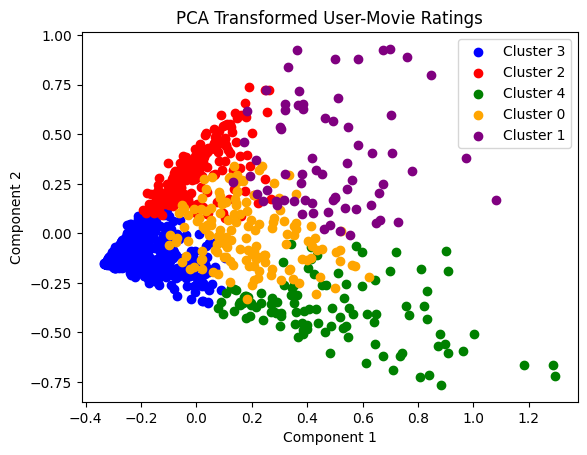 PCA Transformed User-Movie Ratings
1.00
0.75
0.50
0.25
0.00
−0.25
−0.50
−0.75
Component 2
Cluster 3
Cluster 2
Cluster 4
Cluster 0
Cluster 1
−0.4
−0.2
0.0
0.2
0.4
0.6
0.8
1.0
1.2
Component 1